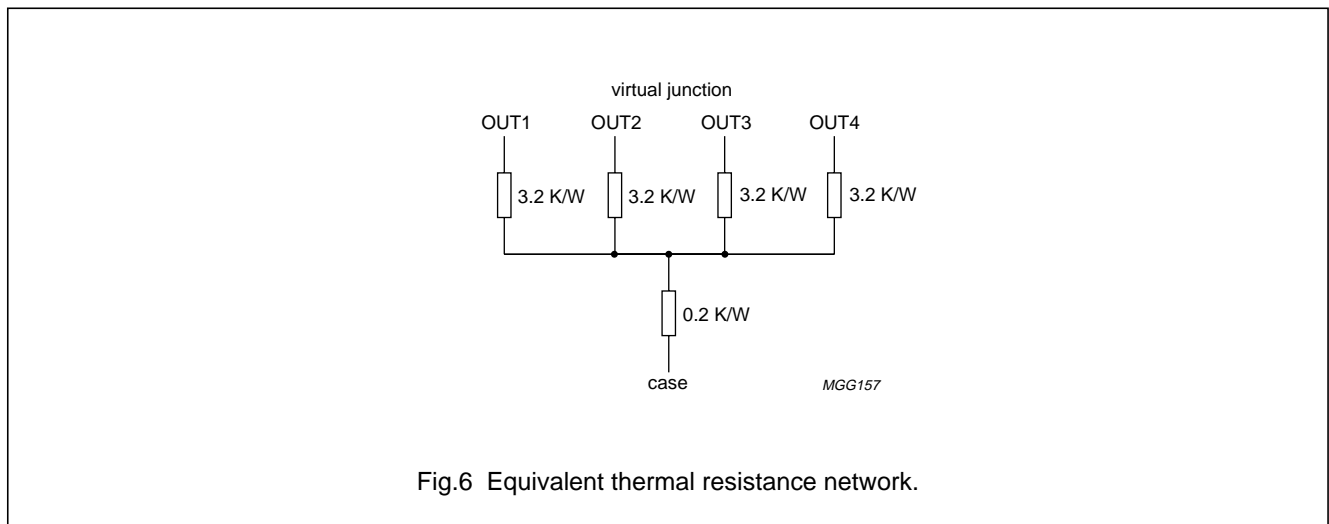 virtual junction
OUT1 OUT2 OUT3 OUT4
3.2 K/W 3.2 K/W 3.2 K/W 3.2 K/W
0.2 K/W
case
MGG157
Fig.6 Equivalent thermal resistance network.